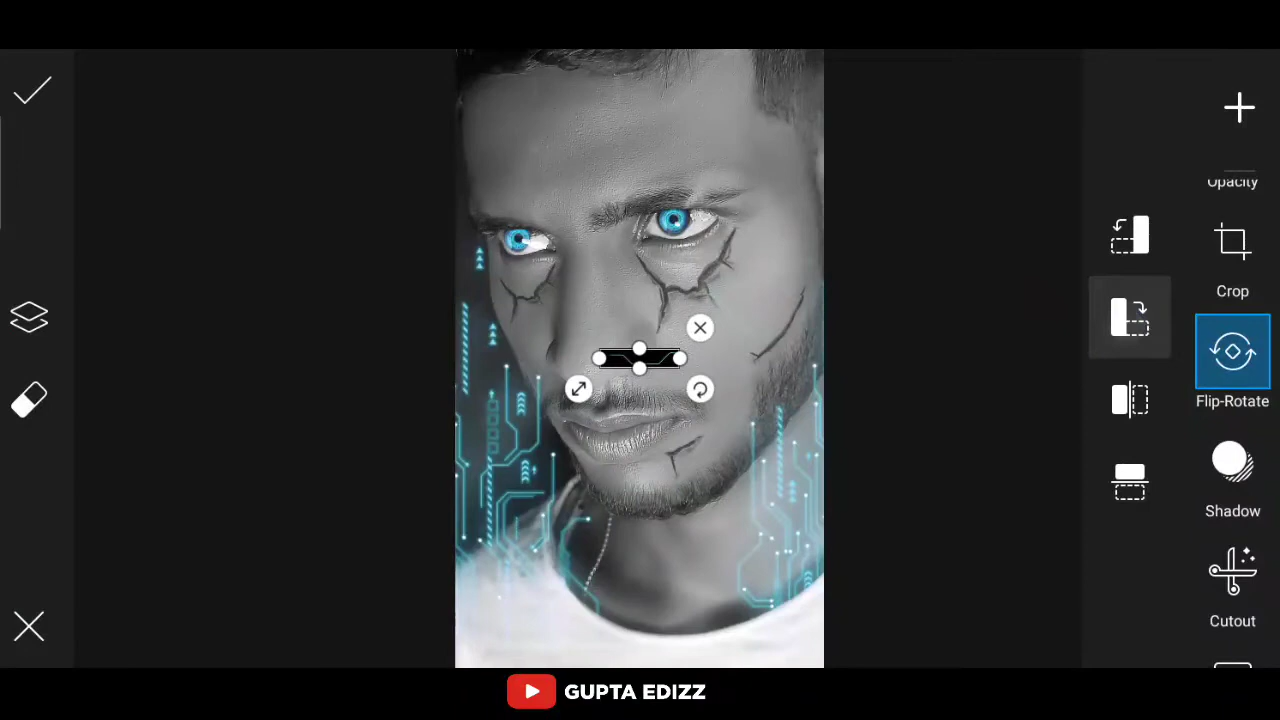 Opacity
Crop
Flip-Rotate
Shadow
Cutout
GUPTA EDIZZ